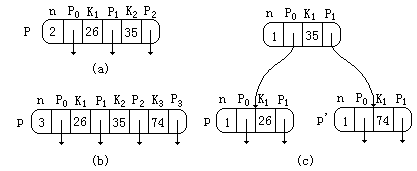 n P₀ K₁ P₁ K₂ P₂
P 2 26 35
(a)
n P₀ K₁ P₁ K₂ P₂ K₃ P₃
p 3 26 35 74
(b)
n P₀ K₁ P₁
1 35
n P₀ K₁ P₁
p 1 26
n P₀ K₁ P₁
p' 1 74
(c)